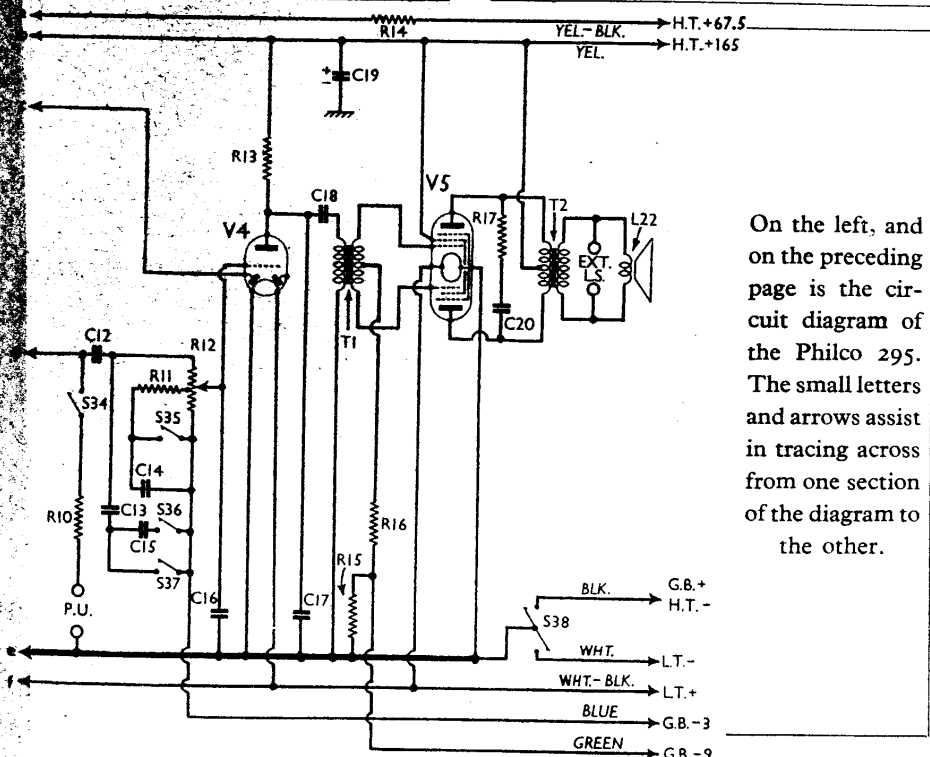 R14
H.T.+67.5
YEL.-BLK.
H.T.+165
YEL.
C19
R13
C18
V5
V4
R17
T2
L22
EXT.
L.S.
C20
T1
On the left, and
on the preceding
page is the cir-
cuit diagram of
the Philco 295.
The small letters
and arrows assist
in tracing across
from one section
of the diagram to
the other.
C12
R12
R11
S34
S35
C14
R10
C13
S36
C15
S37
R16
R15
P.U.
C16
C17
BLK.
G.B.+
H.T.-
S38
WHT.
e
L.T.-
f
WHT.-BLK.
L.T.+
BLUE
G.B.-3
GREEN
G.B.-9